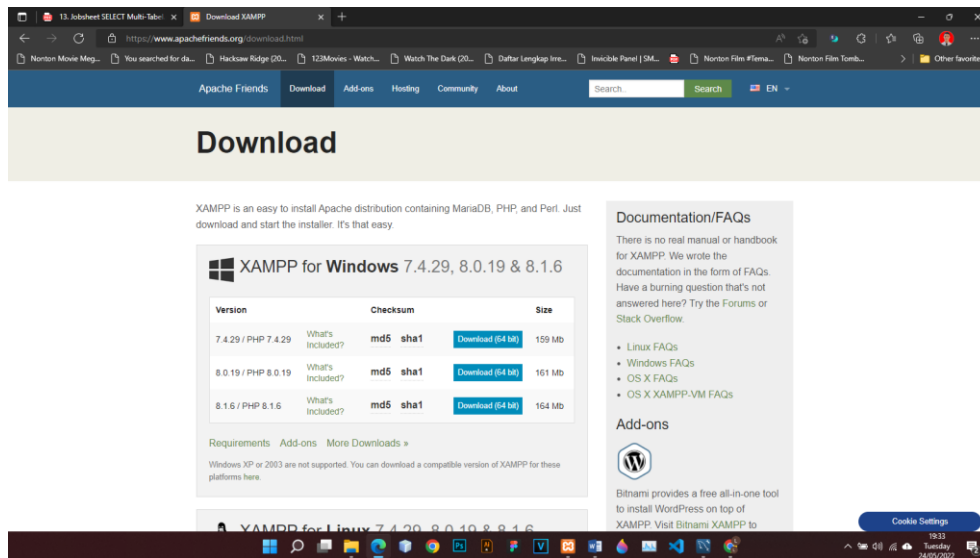 13. Jobsheet SELECT Multi-Tabel
Download XAMPP
https://www.apachefriends.org/download.html
Nonton Movie Meg... You searched for da... Hacksaw Ridge (20... 123Movies - Watch... Watch The Dark (20... Daftar Lengkap Irre... Invicible Panel | SM... Nonton Film #Tema... Nonton Film Tomb... Other favorite
Apache Friends Download Add-ons Hosting Community About Search... Search EN
Download
XAMPP is an easy to install Apache distribution containing MariaDB, PHP, and Perl. Just
download and start the installer. It's that easy.
XAMPP for Windows 7.4.29, 8.0.19 & 8.1.6
Version Checksum Size
7.4.29 / PHP 7.4.29 What's Included? md5 sha1 Download (64 bit) 159 Mb
8.0.19 / PHP 8.0.19 What's Included? md5 sha1 Download (64 bit) 161 Mb
8.1.6 / PHP 8.1.6 What's Included? md5 sha1 Download (64 bit) 164 Mb
Requirements Add-ons More Downloads »
Windows XP or 2003 are not supported. You can download a compatible version of XAMPP for these
platforms here.
XAMPP for Linux 7.4.29, 8.0.19 & 8.1.6
Documentation/FAQs
There is no real manual or handbook
for XAMPP. We wrote the
documentation in the form of FAQs.
Have a burning question that's not
answered here? Try the Forums or
Stack Overflow.
• Linux FAQs
• Windows FAQs
• OS X FAQs
• OS X XAMPP-VM FAQs
Add-ons
Bitnami provides a free all-in-one tool
to install WordPress on top of
XAMPP. Visit Bitnami XAMPP to
Cookie Settings
19:33
Tuesday
24/05/2022